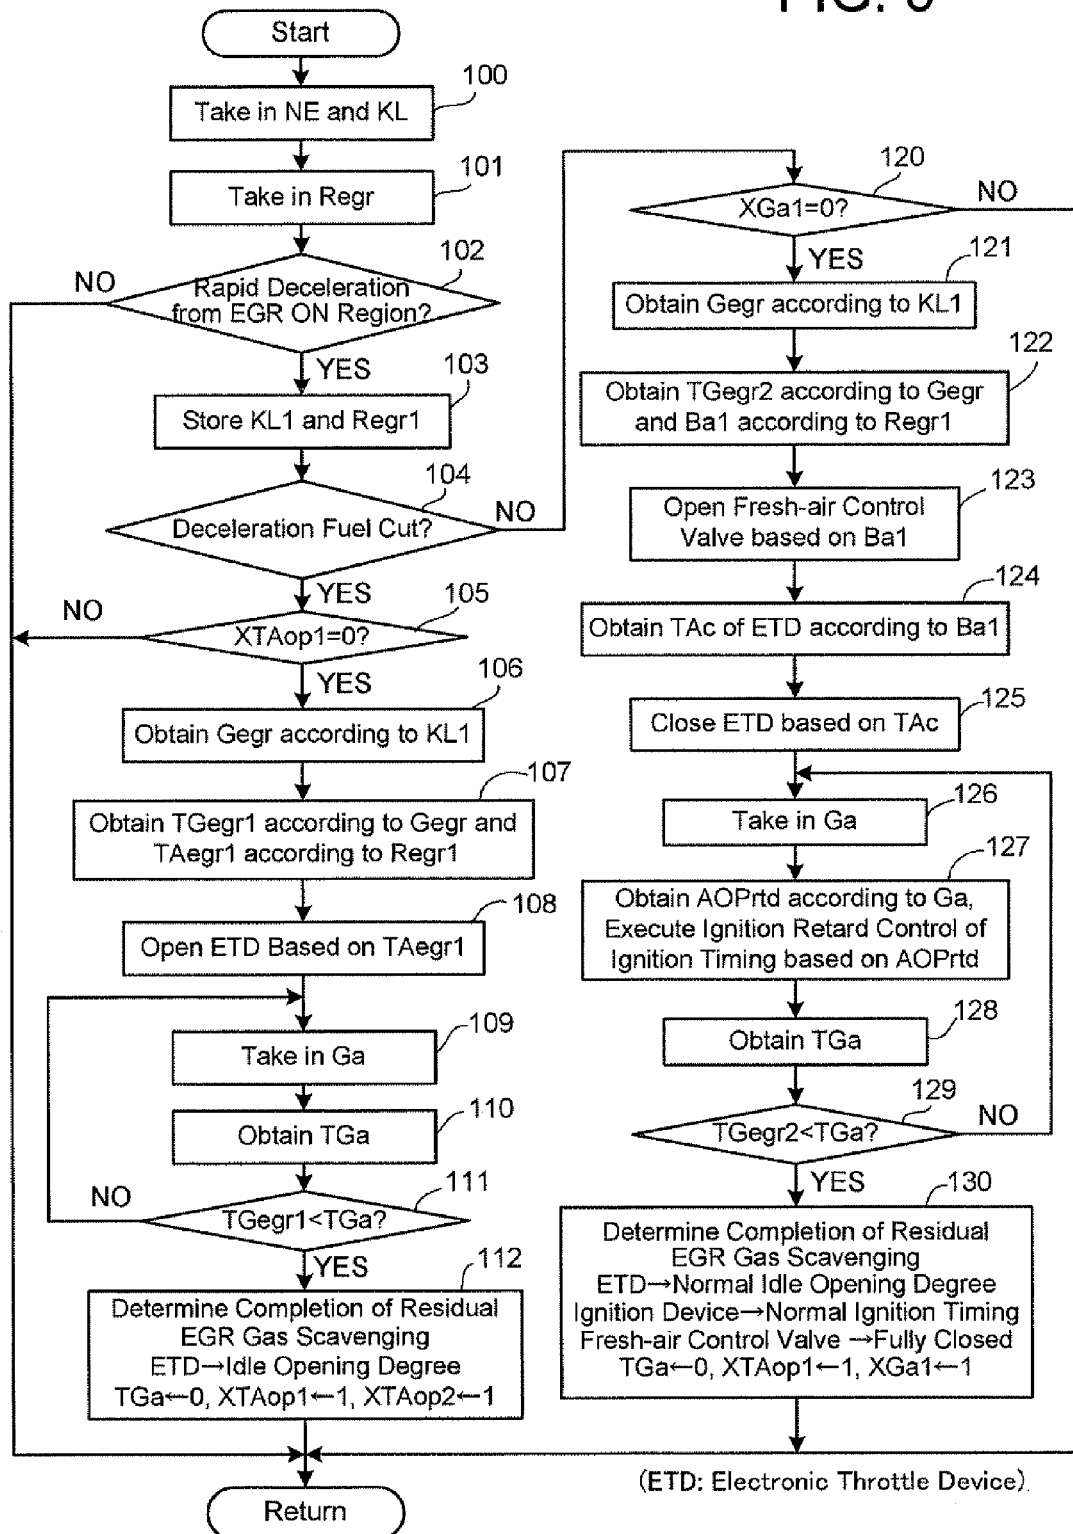 Start
100
Take in NE and KL
101
Take in Regr
102
NO
Rapid Deceleration
from EGR ON Region?
YES
103
Store KL1 and Regr1
104
Deceleration Fuel Cut?
NO
YES
105
NO
XTAop1=0?
YES
106
Obtain Gegr according to KL1
107
Obtain TGegr1 according to Gegr and
TAegr1 according to Regr1
108
Open ETD Based on TAegr1
109
Take in Ga
110
Obtain TGa
111
NO
TGegr1<TGa?
YES
112
Determine Completion of Residual
EGR Gas Scavenging
ETD→Idle Opening Degree
TGa←0, XTAop1←1, XTAop2←1
Return
120
XGa1=0?
NO
YES
121
Obtain Gegr according to KL1
122
Obtain TGegr2 according to Gegr
and Ba1 according to Regr1
123
Open Fresh-air Control
Valve based on Ba1
124
Obtain TAc of ETD according to Ba1
125
Close ETD based on TAc
126
Take in Ga
127
Obtain AOPrtd according to Ga,
Execute Ignition Retard Control of
Ignition Timing based on AOPrtd
128
Obtain TGa
129
TGegr2<TGa?
NO
YES
130
Determine Completion of Residual
EGR Gas Scavenging
ETD→Normal Idle Opening Degree
Ignition Device→Normal Ignition Timing
Fresh-air Control Valve →Fully Closed
TGa←0, XTAop1←1, XGa1←1
(ETD: Electronic Throttle Device)